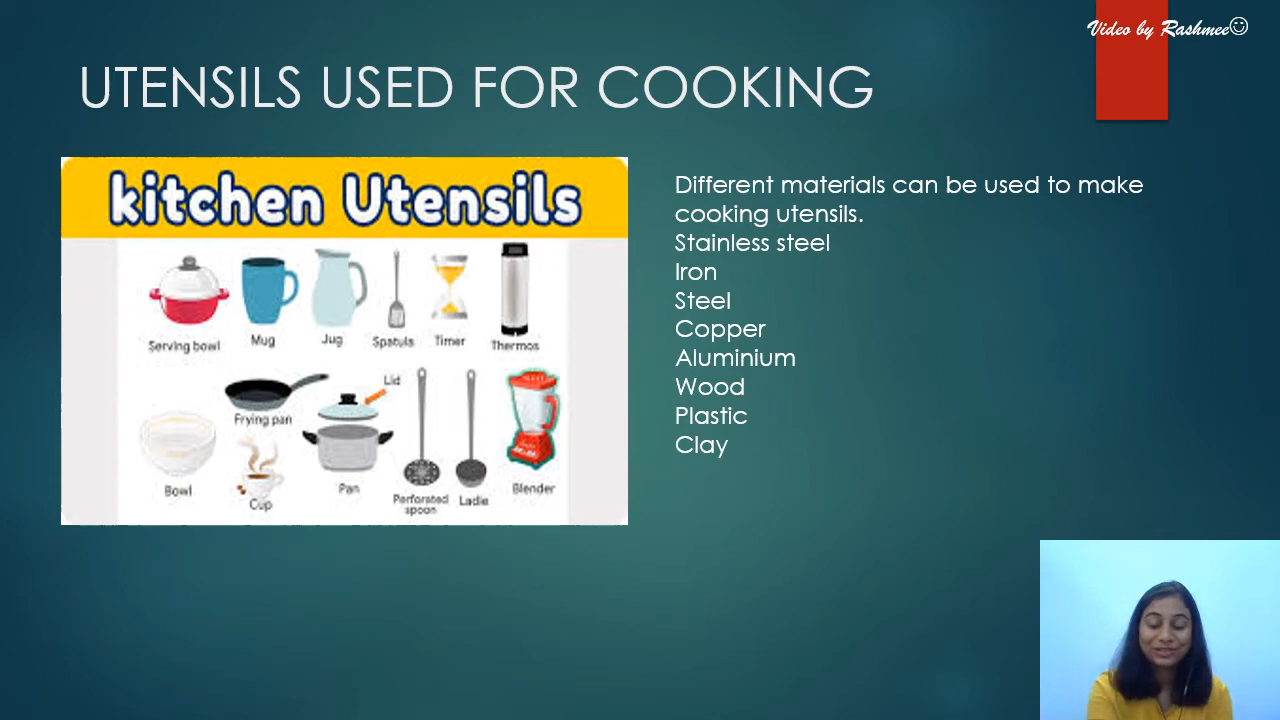 Video by Rashmee☺
UTENSILS USED FOR COOKING
kitchen Utensils
Serving bowl
Mug
Jug
Spatula
Timer
Thermos
Lid
Frying pan
Bowl
Cup
Pan
Perforated
spoon
Ladle
Blender
Different materials can be used to make
cooking utensils.
Stainless steel
Iron
Steel
Copper
Aluminium
Wood
Plastic
Clay